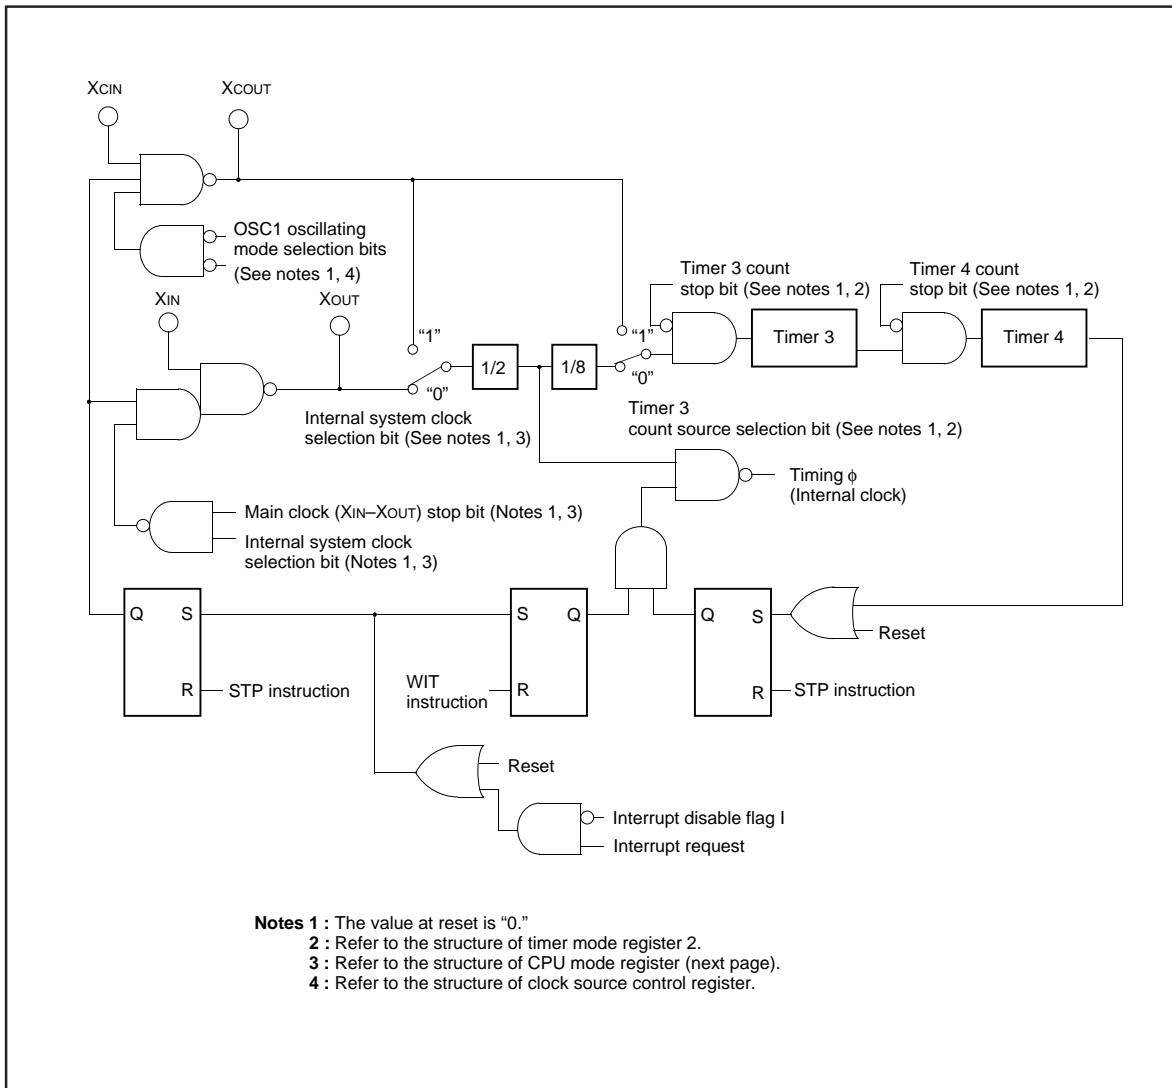 XCIN
XCOUT
OSC1 oscillating
mode selection bits
(See notes 1, 4)
XIN
XOUT
“1”
“0”
Internal system clock
selection bit (See notes 1, 3)
1/2
1/8
“1”
“0”
Timer 3
count source selection bit (See notes 1, 2)
Timer 3 count
stop bit (See notes 1, 2)
Timer 3
Timer 4 count
stop bit (See notes 1, 2)
Timer 4
Timing ϕ
(Internal clock)
Main clock (XIN–XOUT) stop bit (Notes 1, 3)
Internal system clock
selection bit (Notes 1, 3)
Q
S
R
STP instruction
S
Q
R
WIT
instruction
Q
S
R
STP instruction
Reset
Reset
Interrupt disable flag I
Interrupt request
Notes 1 : The value at reset is “0.”
2 : Refer to the structure of timer mode register 2.
3 : Refer to the structure of CPU mode register (next page).
4 : Refer to the structure of clock source control register.